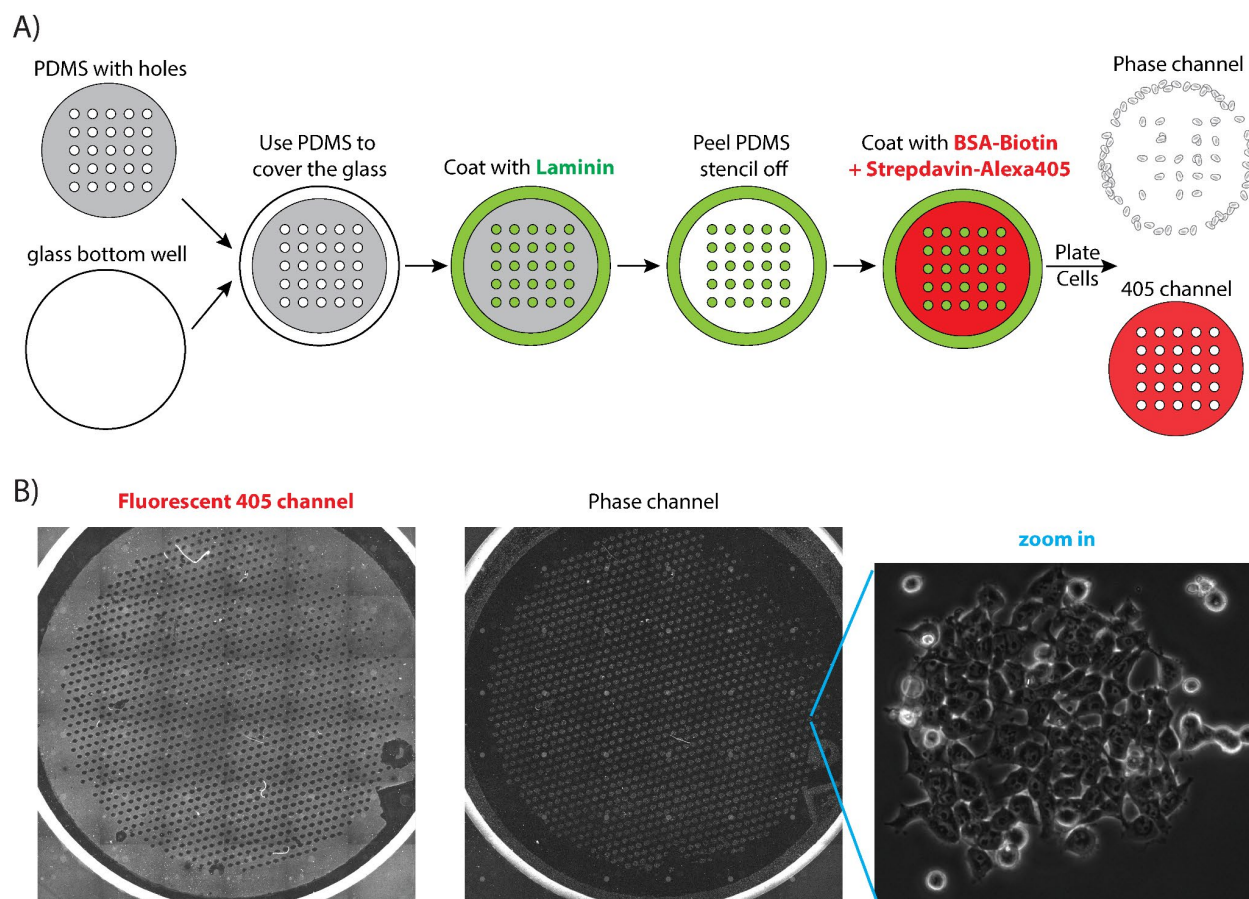 A)
PDMS with holes
glass bottom well
Use PDMS to
cover the glass
Coat with Laminin
Peel PDMS
stencil off
Coat with BSA-Biotin
+ Strepdavin-Alexa405
Plate
Cells
Phase channel
405 channel
B)
Fluorescent 405 channel
Phase channel
zoom in